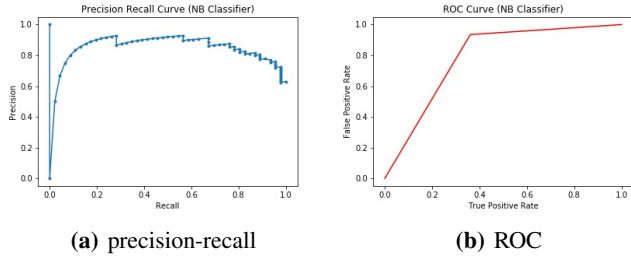 Precision Recall Curve (NB Classifier)
1.0
0.8
0.6
0.4
0.2
0.0
Precision
0.0 0.2 0.4 0.6 0.8 1.0
Recall
(a) precision-recall
ROC Curve (NB Classifier)
1.0
0.8
0.6
0.4
0.2
0.0
False Positive Rate
0.0 0.2 0.4 0.6 0.8 1.0
True Positive Rate
(b) ROC